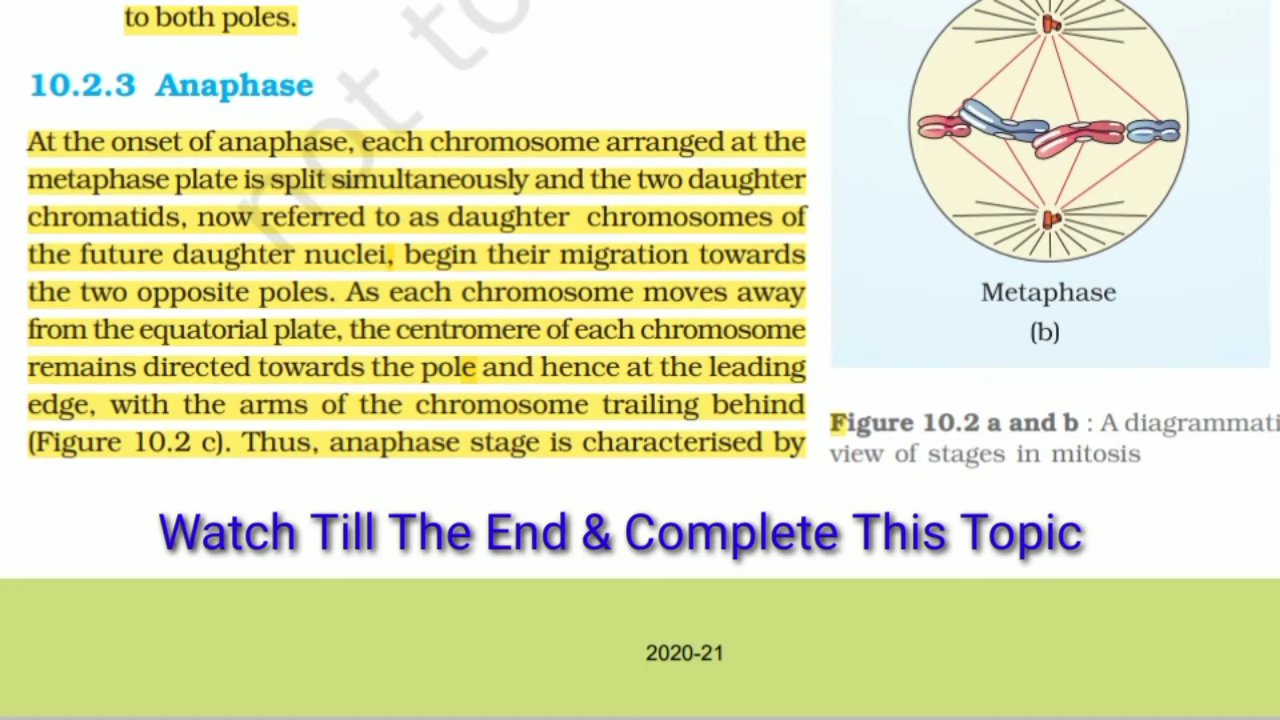 to both poles.
10.2.3 Anaphase
At the onset of anaphase, each chromosome arranged at the
metaphase plate is split simultaneously and the two daughter
chromatids, now referred to as daughter chromosomes of
the future daughter nuclei, begin their migration towards
the two opposite poles. As each chromosome moves away
from the equatorial plate, the centromere of each chromosome
remains directed towards the pole and hence at the leading
edge, with the arms of the chromosome trailing behind
(Figure 10.2 c). Thus, anaphase stage is characterised by
not to
Metaphase
(b)
Figure 10.2 a and b : A diagrammati
view of stages in mitosis
Watch Till The End & Complete This Topic
2020-21